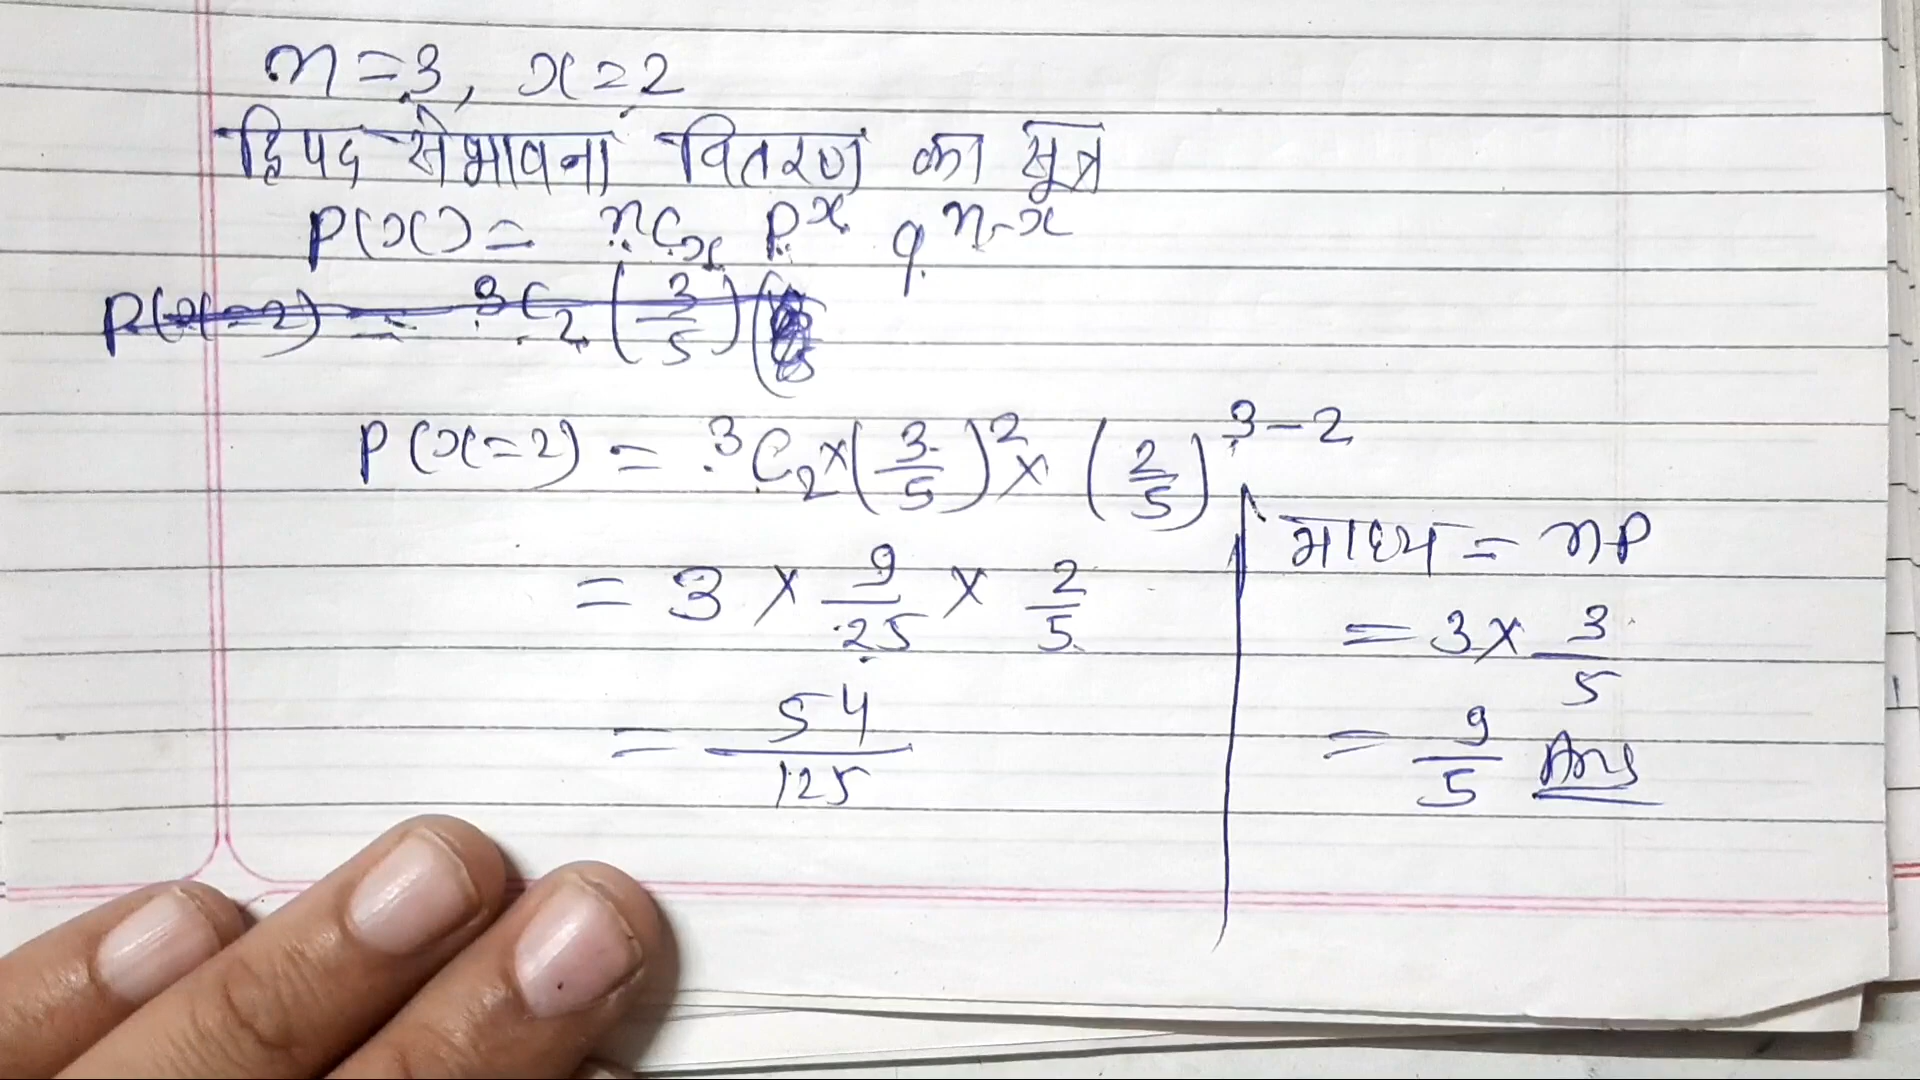 n = 3, x = 2
द्विपद संभावना वितरण का सूत्र
P(x) = ⁿCₓ Pˣ qⁿ⁻ˣ
P(x=2) = ³C₂ (3/5) (
P(x=2) = ³C₂ × (3/5)² × (2/5)³⁻²
= 3 × 9/25 × 2/5
= 54/125
माध्य = nP
= 3 × 3/5
= 9/5 Ans